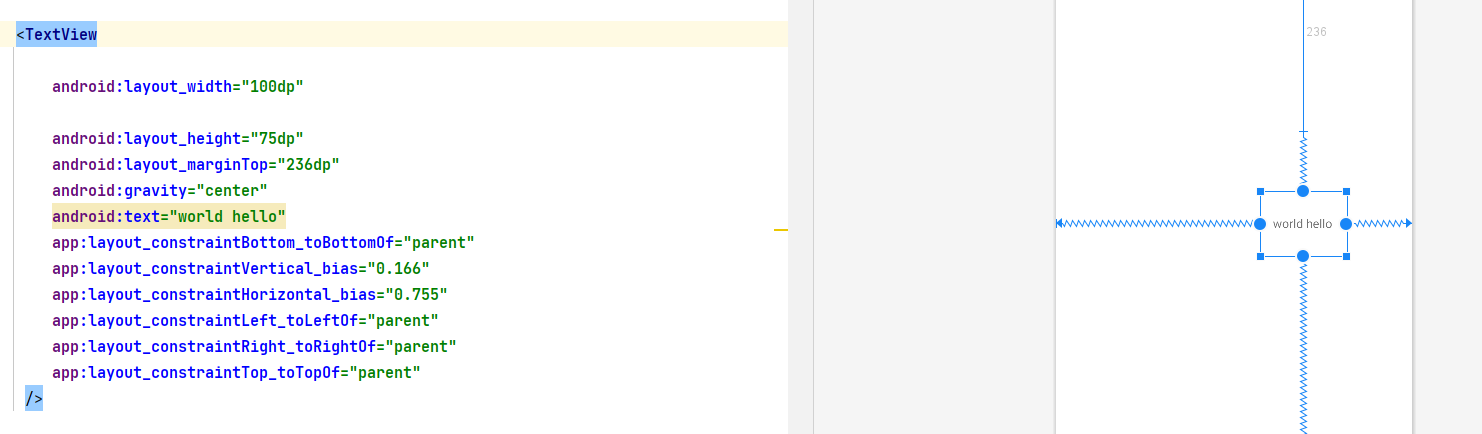 <TextView
android:layout_width="100dp"
android:layout_height="75dp"
android:layout_marginTop="236dp"
android:gravity="center"
android:text="world hello"
app:layout_constraintBottom_toBottomOf="parent"
app:layout_constraintVertical_bias="0.166"
app:layout_constraintHorizontal_bias="0.755"
app:layout_constraintLeft_toLeftOf="parent"
app:layout_constraintRight_toRightOf="parent"
app:layout_constraintTop_toTopOf="parent"
/>
236
world hello